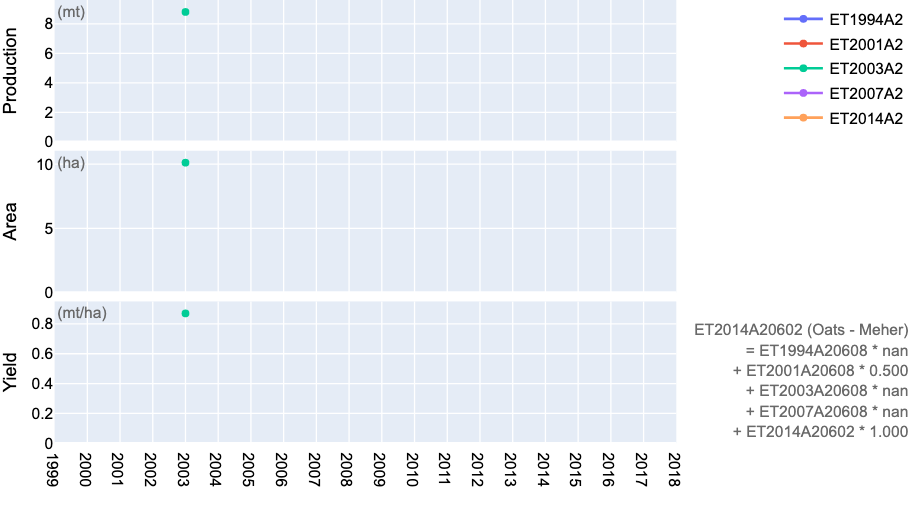 (mt)
Production
8
6
4
2
0
ET1994A2
ET2001A2
ET2003A2
ET2007A2
ET2014A2
(ha)
Area
10
5
0
(mt/ha)
Yield
0.8
0.6
0.4
0.2
0
1999
2000
2001
2002
2003
2004
2005
2006
2007
2008
2009
2010
2011
2012
2013
2014
2015
2016
2017
2018
ET2014A20602 (Oats - Meher)
= ET1994A20608 * nan
+ ET2001A20608 * 0.500
+ ET2003A20608 * nan
+ ET2007A20608 * nan
+ ET2014A20602 * 1.000